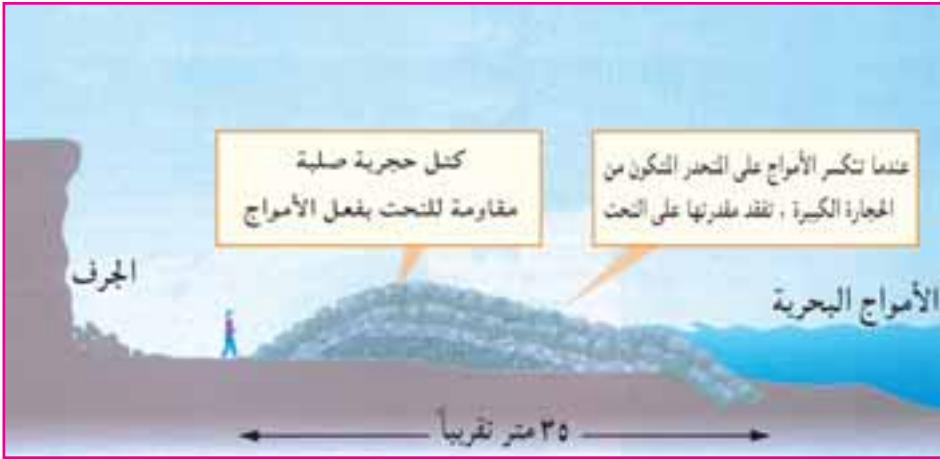 عندما تتكسر الأمواج على المنحدر المتكون من
الحجارة الكبيرة ، تفقد مقدرتها على النحت
كتل حجرية صلبة
مقاومة للنحت بفعل الأمواج
الجرف
الأمواج البحرية
٣٥ متر تقريباً